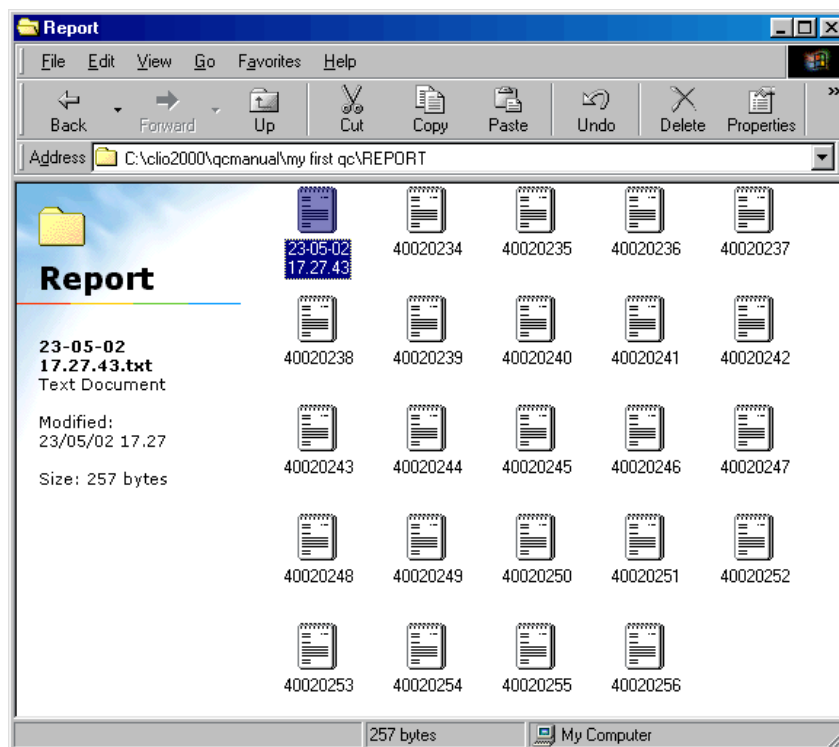 Report
File Edit View Go Favorites Help
Back Forward Up Cut Copy Paste Undo Delete Properties »
Address C:\clio2000\qcmanual\my first qc\REPORT
Report
23-05-02
17.27.43.txt
Text Document
Modified:
23/05/02 17.27
Size: 257 bytes
23-05-02
17.27.43
40020234 40020235 40020236 40020237
40020238 40020239 40020240 40020241 40020242
40020243 40020244 40020245 40020246 40020247
40020248 40020249 40020250 40020251 40020252
40020253 40020254 40020255 40020256
257 bytes My Computer